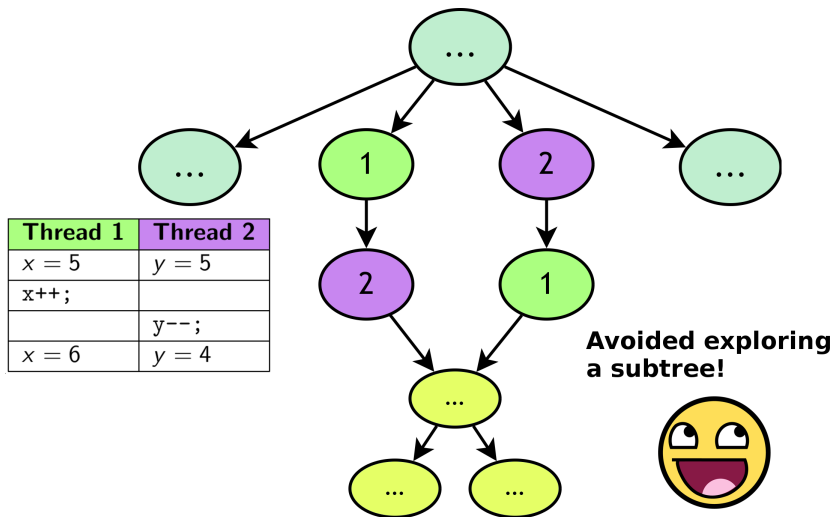 ...
...
1
2
...
Thread 1 Thread 2
x = 5 y = 5
x++;
y--;
x = 6 y = 4
2
1
Avoided exploring
a subtree!
...
...
...